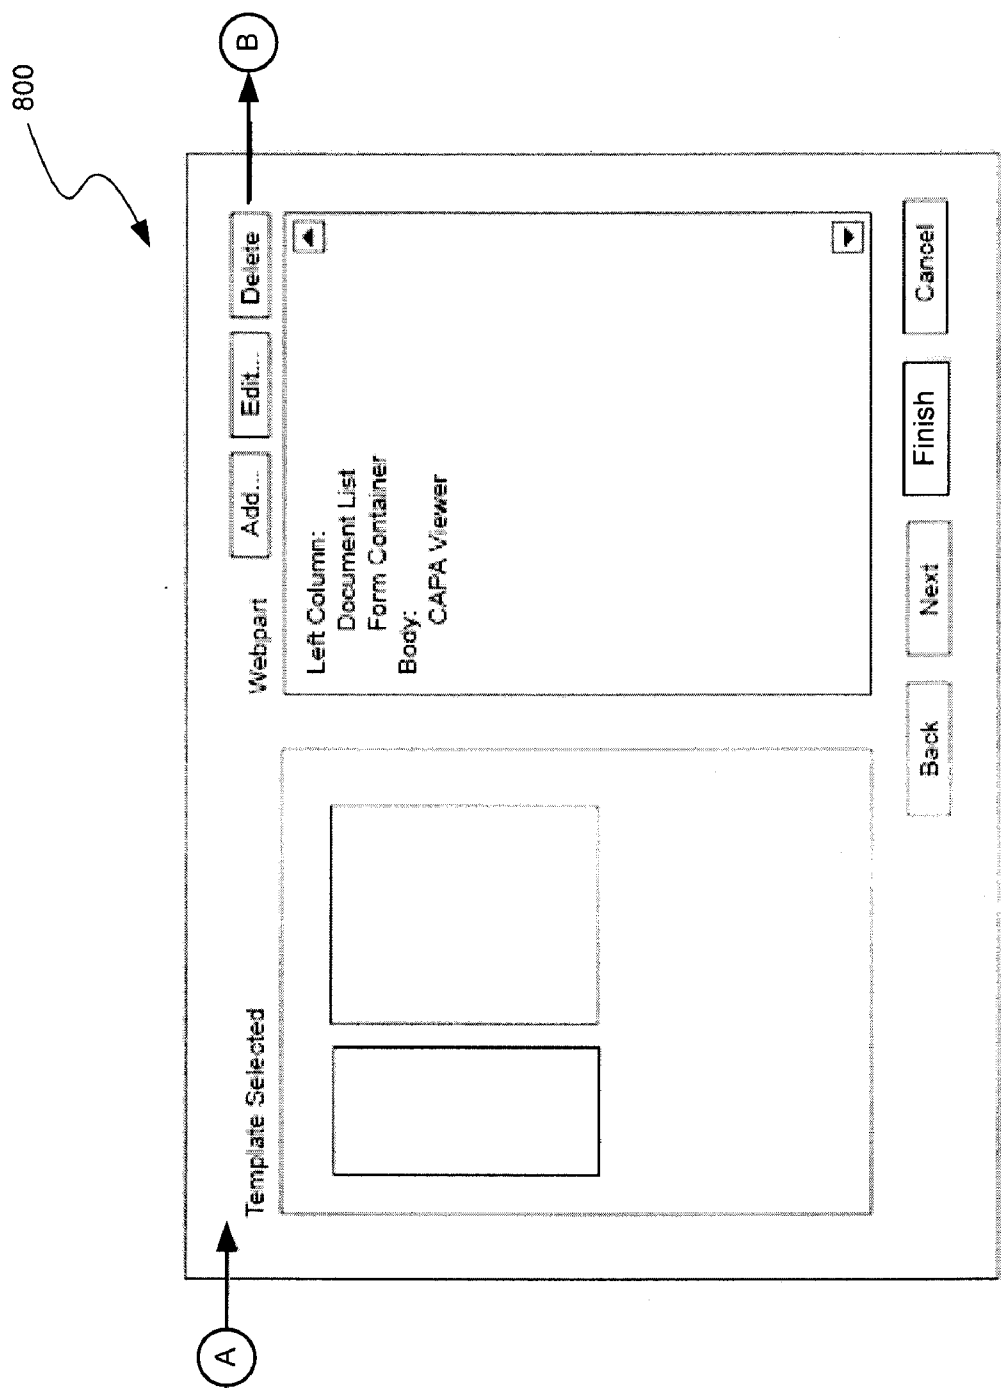 800
A
B
Template Selected
Webpart
Add...
Edit...
Delete
Left Column:
Document List
Form Container
Body:
CAPA Viewer
Back
Next
Finish
Cancel